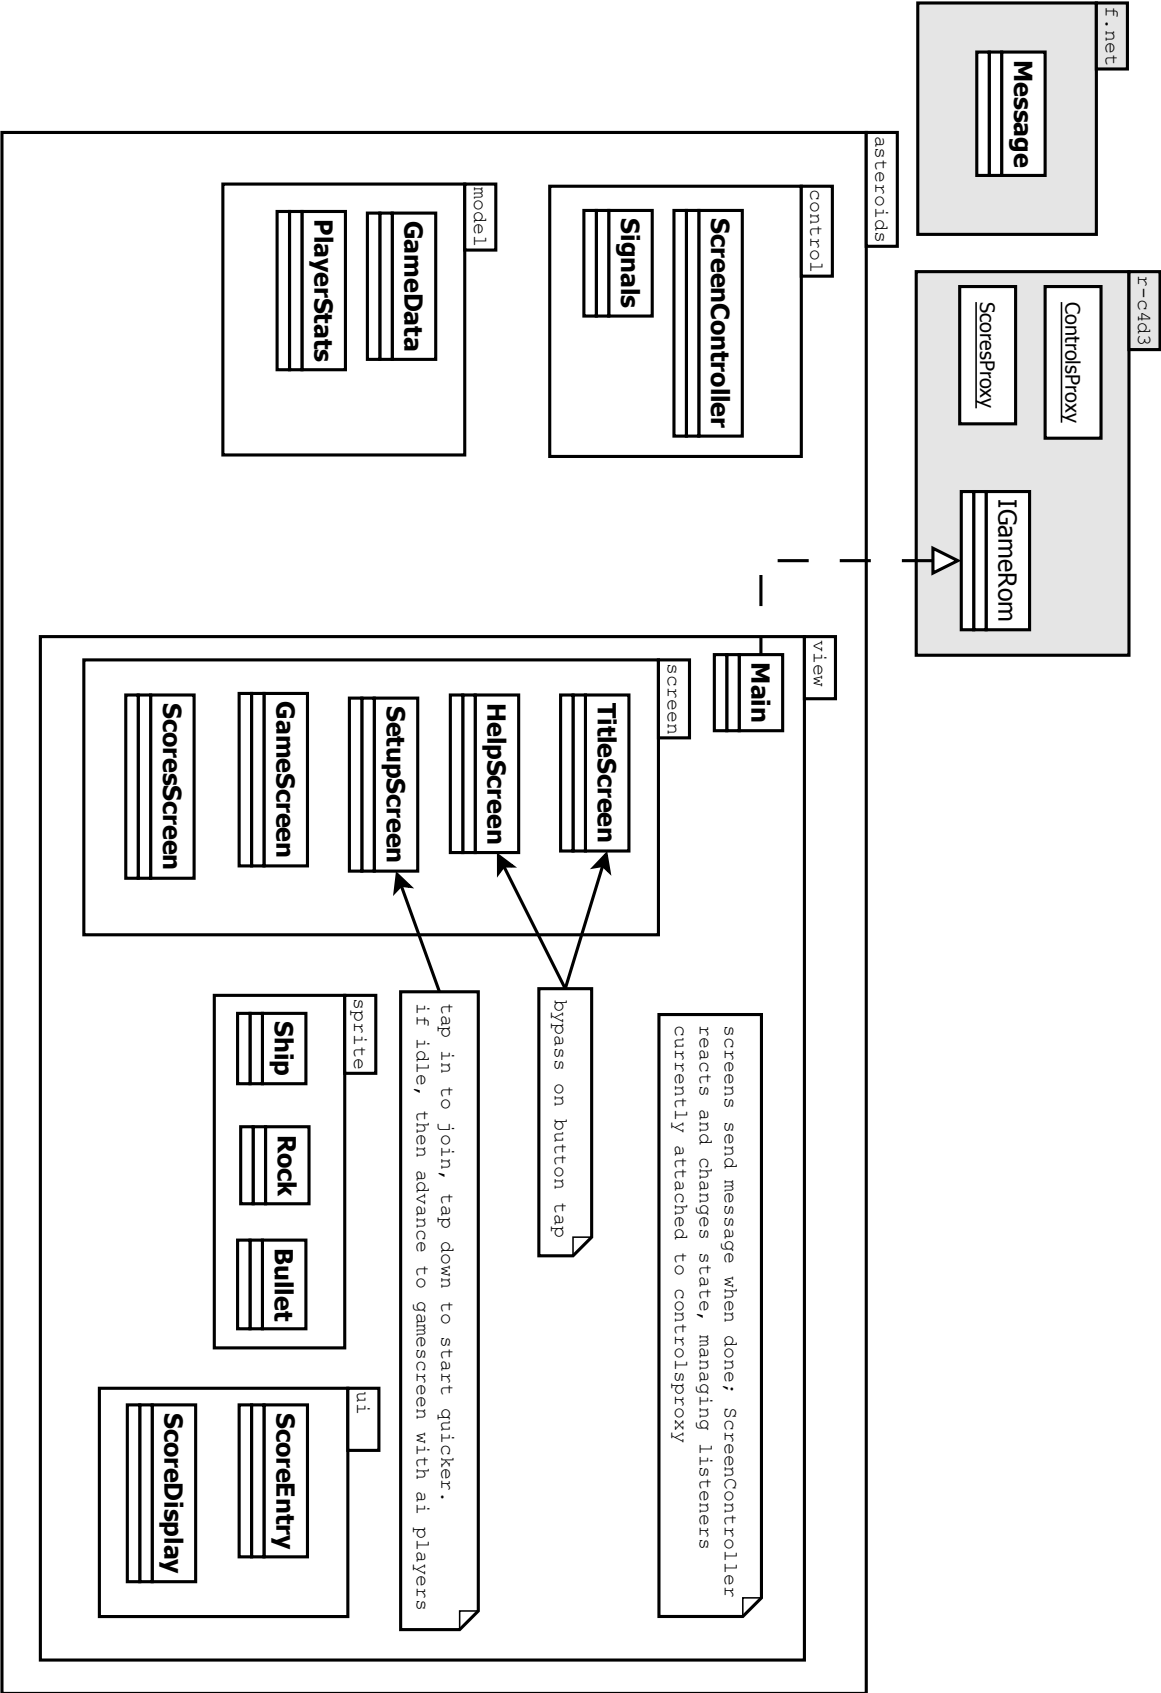 f.net
Message
r-c4d3
ControlsProxy
ScoresProxy
IGameRom
asteroids
control
ScreenController
Signals
model
GameData
PlayerStats
view
Main
screen
TitleScreen
HelpScreen
SetupScreen
GameScreen
ScoresScreen
screens send message when done; ScreenController
reacts and changes state, managing listeners
currently attached to controlsproxy
bypass on button tap
tap in to join, tap down to start quicker.
if idle, then advance to gamescreen with ai players
sprite
Ship
Rock
Bullet
ui
ScoreEntry
ScoreDisplay